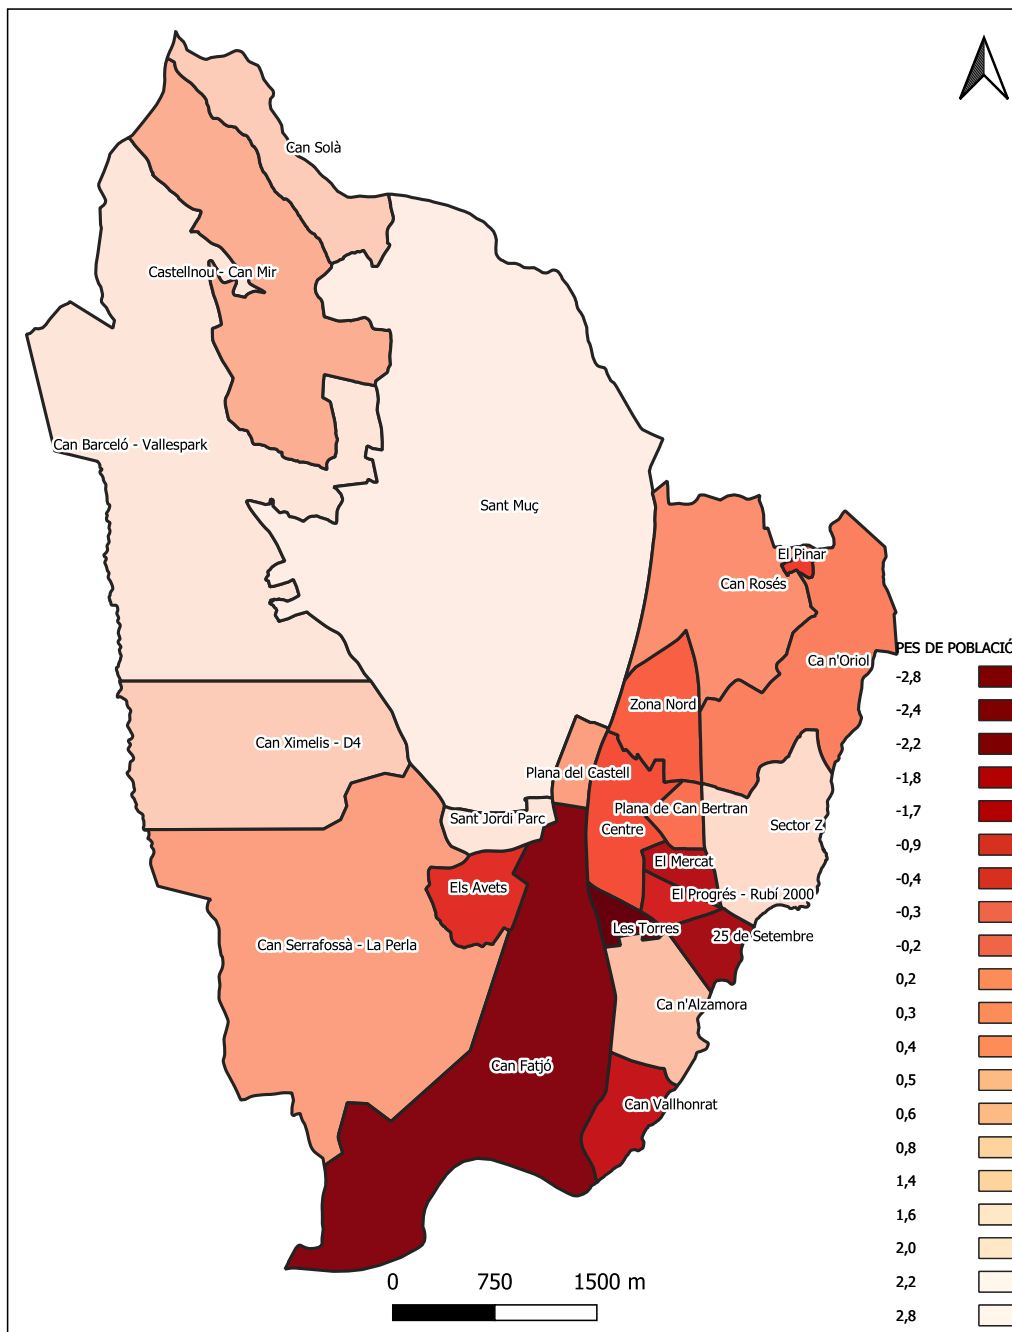 Can Solà
Castellnou - Can Mir
Can Barceló - Vallespark
Sant Muç
El Pinar
Can Rosés
Ca n'Oriol
Zona Nord
Can Ximelis - D4
Plana del Castell
Plana de Can Bertran
Sant Jordi Parc
Centre
Sector Z
El Mercat
Els Avets
El Progrés - Rubí 2000
Les Torres
25 de Setembre
Can Serrafossà - La Perla
Ca n'Alzamora
Can Fatjó
Can Vallhonrat
PES DE POBLACIÓ
-2,8
-2,4
-2,2
-1,8
-1,7
-0,9
-0,4
-0,3
-0,2
0,2
0,3
0,4
0,5
0,6
0,8
1,4
1,6
2,0
2,2
2,8
0 750 1500 m